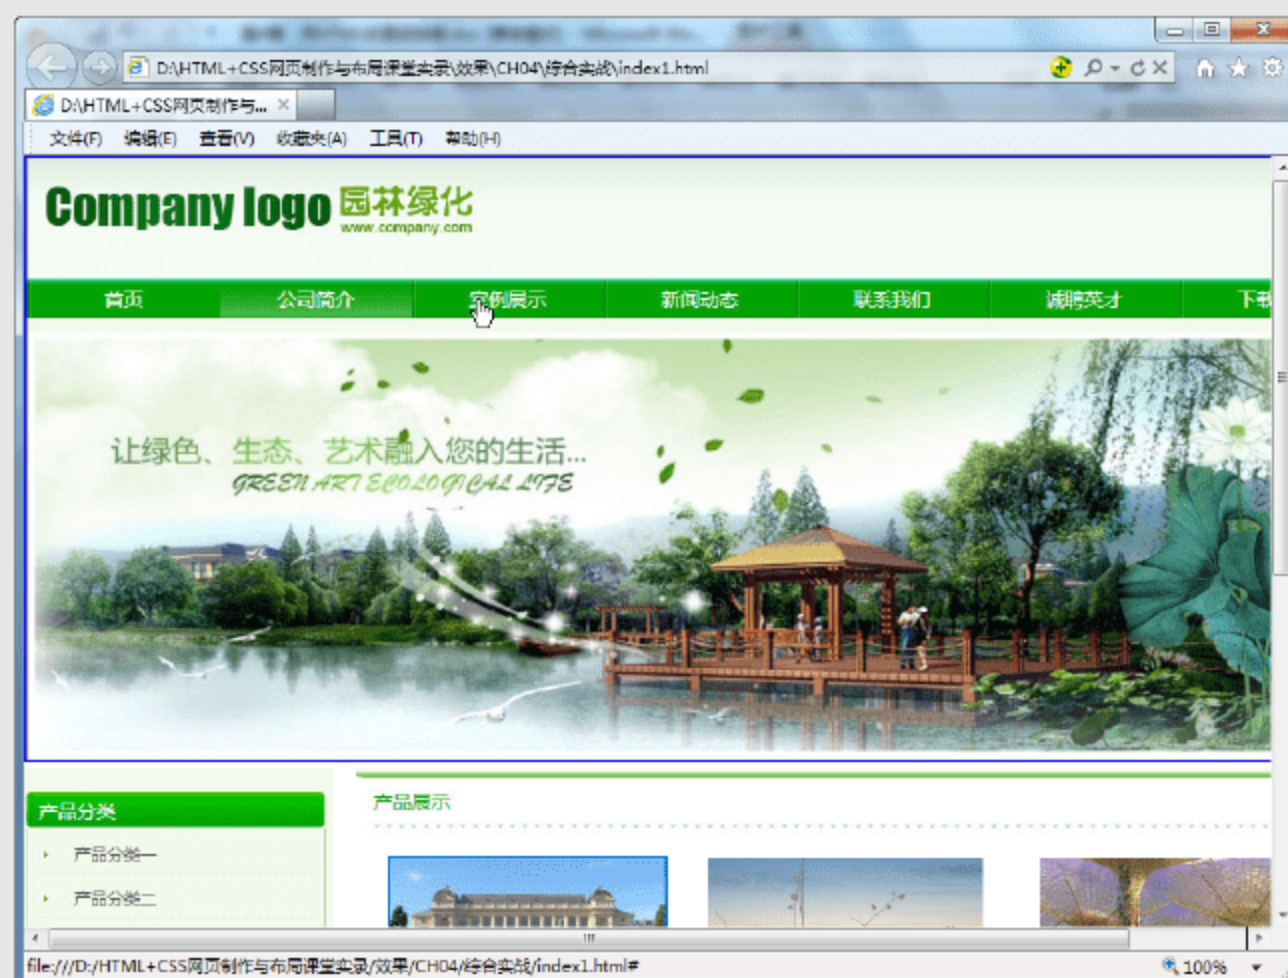 D:\HTML+CSS网页制作与布局课堂实录\效果\CH04\综合实战\index1.html
D:\HTML+CSS网页制作与...
文件(F) 编辑(E) 查看(V) 收藏夹(A) 工具(T) 帮助(H)
Company logo 园林绿化
www.company.com
首页 公司简介 案例展示 新闻动态 联系我们 诚聘英才 下载
让绿色、生态、艺术融入您的生活...
GREEN ART ECOLOGICAL LIFE
产品分类
产品展示
产品分类一
产品分类二
file:///D:/HTML+CSS网页制作与布局课堂实录/效果/CH04/综合实战/index1.html#
100%